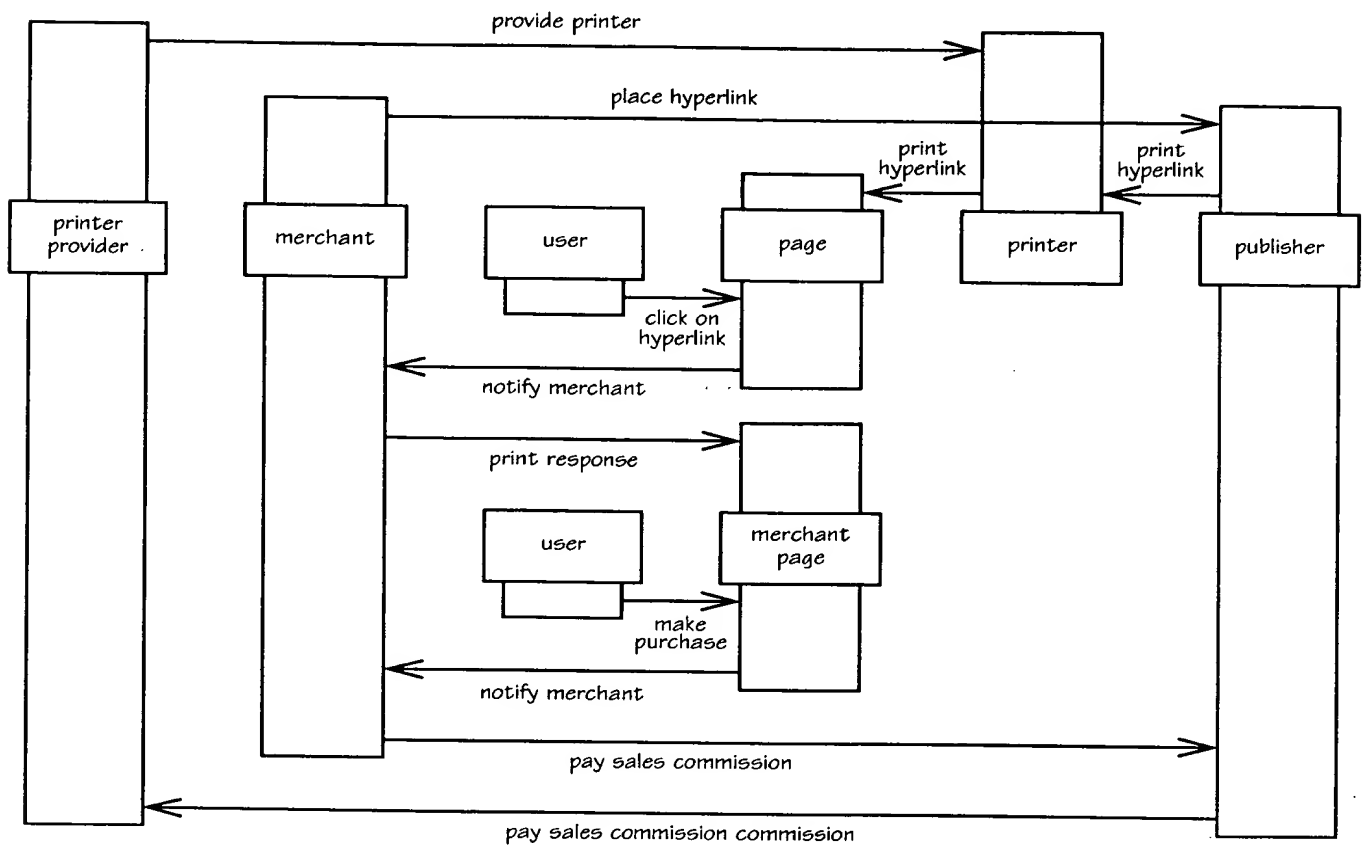 provide printer
place hyperlink
print
hyperlink
print
hyperlink
printer
provider
merchant
user
page
printer
publisher
click on
hyperlink
notify merchant
print response
user
merchant
page
make
purchase
notify merchant
pay sales commission
pay sales commission commission